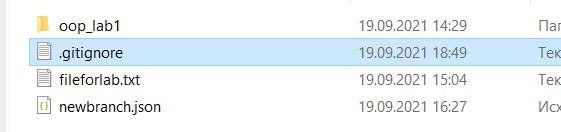 oop_lab1 19.09.2021 14:29 Пап
.gitignore 19.09.2021 18:49 Тек
fileforlab.txt 19.09.2021 15:04 Тек
newbranch.json 19.09.2021 16:27 Исх